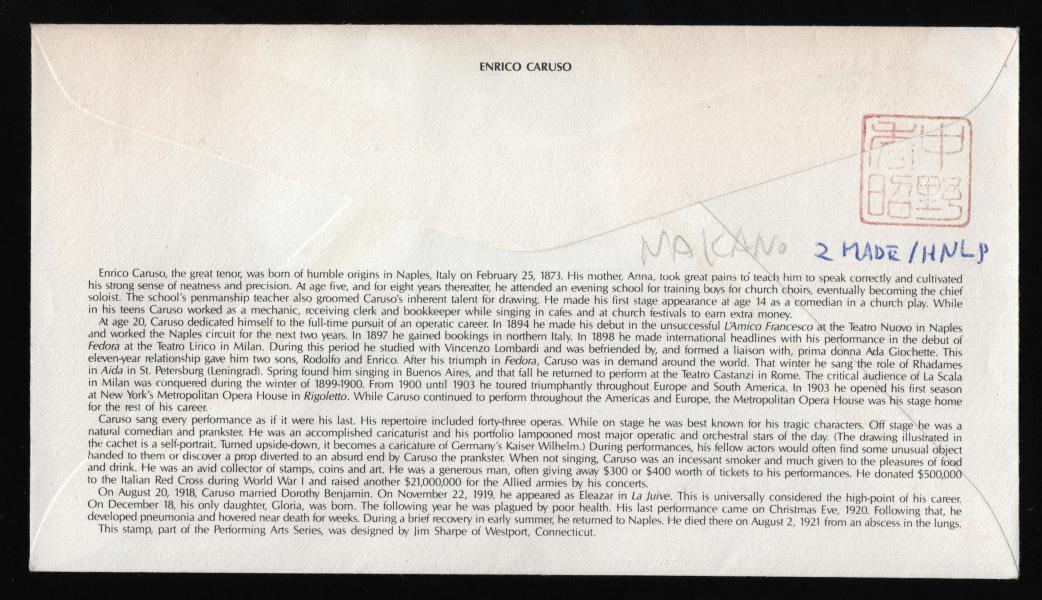 ENRICO CARUSO
中野
春昭
NAKANO
2 MADE/HNLP
Enrico Caruso, the great tenor, was born of humble origins in Naples, Italy on February 25, 1873. His mother, Anna, took great pains to teach him to speak correctly and cultivated
his strong sense of neatness and precision. At age five, and for eight years thereafter, he attended an evening school for training boys for church choirs, eventually becoming the chief
soloist. The school's penmanship teacher also groomed Caruso's inherent talent for drawing. He made his first stage appearance at age 14 as a comedian in a church play. While
in his teens Caruso worked as a mechanic, receiving clerk and bookkeeper while singing in cafes and at church festivals to earn extra money.
At age 20, Caruso dedicated himself to the full-time pursuit of an operatic career. In 1894 he made his debut in the unsuccessful L'Amico Francesco at the Teatro Nuovo in Naples
and worked the Naples circuit for the next two years. In 1897 he gained bookings in northern Italy. In 1898 he made international headlines with his performance in the debut of
Fedora at the Teatro Lirico in Milan. During this period he studied with Vincenzo Lombardi and was befriended by, and formed a liaison with, prima donna Ada Giochette. This
eleven-year relationship gave him two sons, Rodolfo and Enrico. After his triumph in Fedora, Caruso was in demand around the world. That winter he sang the role of Rhadames
in Aida in St. Petersburg (Leningrad). Spring found him singing in Buenos Aires, and that fall he returned to perform at the Teatro Castanzi in Rome. The critical audience of La Scala
in Milan was conquered during the winter of 1899-1900. From 1900 until 1903 he toured triumphantly throughout Europe and South America. In 1903 he opened his first season
at New York's Metropolitan Opera House in Rigoletto. While Caruso continued to perform throughout the Americas and Europe, the Metropolitan Opera House was his stage home
for the rest of his career.
Caruso sang every performance as if it were his last. His repertoire included forty-three operas. While on stage he was best known for his tragic characters. Off stage he was a
natural comedian and prankster. He was an accomplished caricaturist and his portfolio lampooned most major operatic and orchestral stars of the day. (The drawing illustrated in
the cachet is a self-portrait. Turned upside-down, it becomes a caricature of Germany's Kaiser Wilhelm.) During performances, his fellow actors would often find some unusual object
handed to them or discover a prop diverted to an absurd end by Caruso the prankster. When not singing, Caruso was an incessant smoker and much given to the pleasures of food
and drink. He was an avid collector of stamps, coins and art. He was a generous man, often giving away $300 or $400 worth of tickets to his performances. He donated $500,000
to the Italian Red Cross during World War I and raised another $21,000,000 for the Allied armies by his concerts.
On August 20, 1918, Caruso married Dorothy Benjamin. On November 22, 1919, he appeared as Eleazar in La Juive. This is universally considered the high-point of his career.
On December 18, his only daughter, Gloria, was born. The following year he was plagued by poor health. His last performance came on Christmas Eve, 1920. Following that, he
developed pneumonia and hovered near death for weeks. During a brief recovery in early summer, he returned to Naples. He died there on August 2, 1921 from an abscess in the lungs.
This stamp, part of the Performing Arts Series, was designed by Jim Sharpe of Westport, Connecticut.